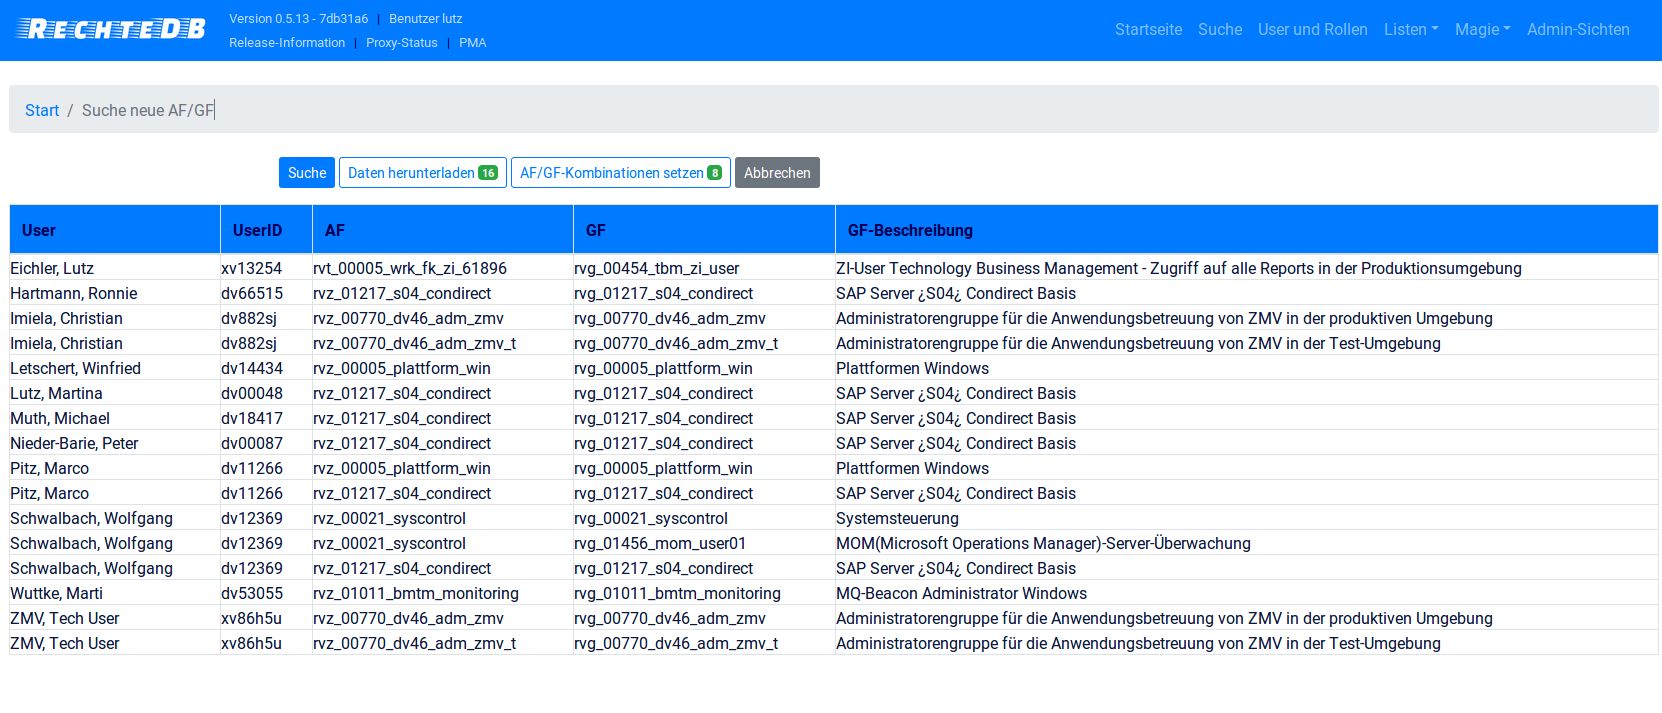 RECHTEDB
Version 0.5.13 - 7db31a6 | Benutzer lutz
Release-Information | Proxy-Status | PMA
Startseite Suche User und Rollen Listen Magie Admin-Sichten
Start / Suche neue AF/GF
Suche Daten herunterladen 16 AF/GF-Kombinationen setzen 8 Abbrechen
User UserID AF GF GF-Beschreibung
Eichler, Lutz xv13254 rvt_00005_wrk_fk_zi_61896 rvg_00454_tbm_zi_user ZI-User Technology Business Management - Zugriff auf alle Reports in der Produktionsumgebung
Hartmann, Ronnie dv66515 rvz_01217_s04_condirect rvg_01217_s04_condirect SAP Server ¿S04¿ Condirect Basis
Imiela, Christian dv882sj rvz_00770_dv46_adm_zmv rvg_00770_dv46_adm_zmv Administratorengruppe für die Anwendungsbetreuung von ZMV in der produktiven Umgebung
Imiela, Christian dv882sj rvz_00770_dv46_adm_zmv_t rvg_00770_dv46_adm_zmv_t Administratorengruppe für die Anwendungsbetreuung von ZMV in der Test-Umgebung
Letschert, Winfried dv14434 rvz_00005_plattform_win rvg_00005_plattform_win Plattformen Windows
Lutz, Martina dv00048 rvz_01217_s04_condirect rvg_01217_s04_condirect SAP Server ¿S04¿ Condirect Basis
Muth, Michael dv18417 rvz_01217_s04_condirect rvg_01217_s04_condirect SAP Server ¿S04¿ Condirect Basis
Nieder-Barie, Peter dv00087 rvz_01217_s04_condirect rvg_01217_s04_condirect SAP Server ¿S04¿ Condirect Basis
Pitz, Marco dv11266 rvz_00005_plattform_win rvg_00005_plattform_win Plattformen Windows
Pitz, Marco dv11266 rvz_01217_s04_condirect rvg_01217_s04_condirect SAP Server ¿S04¿ Condirect Basis
Schwalbach, Wolfgang dv12369 rvz_00021_syscontrol rvg_00021_syscontrol Systemsteuerung
Schwalbach, Wolfgang dv12369 rvz_00021_syscontrol rvg_01456_mom_user01 MOM(Microsoft Operations Manager)-Server-Überwachung
Schwalbach, Wolfgang dv12369 rvz_01217_s04_condirect rvg_01217_s04_condirect SAP Server ¿S04¿ Condirect Basis
Wuttke, Marti dv53055 rvz_01011_bmtm_monitoring rvg_01011_bmtm_monitoring MQ-Beacon Administrator Windows
ZMV, Tech User xv86h5u rvz_00770_dv46_adm_zmv rvg_00770_dv46_adm_zmv Administratorengruppe für die Anwendungsbetreuung von ZMV in der produktiven Umgebung
ZMV, Tech User xv86h5u rvz_00770_dv46_adm_zmv_t rvg_00770_dv46_adm_zmv_t Administratorengruppe für die Anwendungsbetreuung von ZMV in der Test-Umgebung